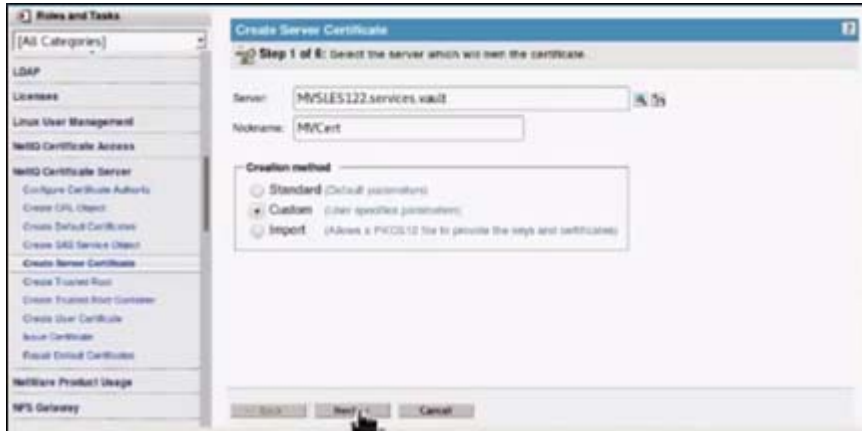 Roles and Tasks
[All Categories]
LDAP
Licenses
Linux User Management
NetIQ Certificate Access
NetIQ Certificate Server
Configure Certificate Authority
Create CRL Object
Create Default Certificates
Create SAS Service Object
Create Server Certificate
Create Trusted Root
Create Trusted Root Container
Create User Certificate
Issue Certificate
Repair Default Certificates
NetWare Product Usage
NFS Gateway
Create Server Certificate
?
Step 1 of 6: Select the server which will own the certificate.
Server: MVSLES122.services.vault
Nickname: MVCert
Creation method
Standard (Default parameters)
Custom (User specifies parameters)
Import (Allows a PKCS12 file to provide the keys and certificates)
<< Back
Next >>
Cancel